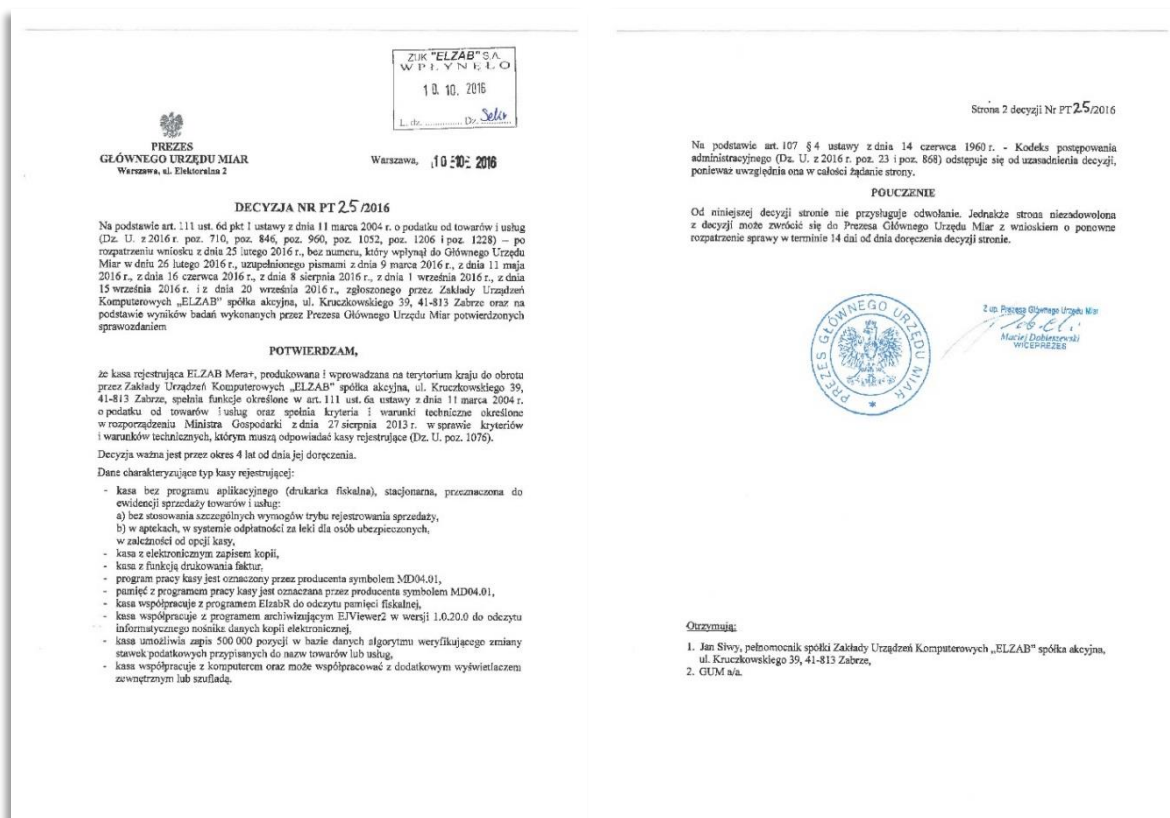 ZUK "ELZAB" S.A.
WPŁYNĘŁO
10. 10. 2016
L. dz. ............... Dz. ...........
PREZES
GŁÓWNEGO URZĘDU MIAR
Warszawa, ul. Elektoralna 2
Warszawa, 10 -10- 2016
DECYZJA NR PT 25/2016
Na podstawie art. 111 ust. 6d pkt 1 ustawy z dnia 11 marca 2004 r. o podatku od towarów i usług
(Dz. U. z 2016 r. poz. 710, poz. 846, poz. 960, poz. 1052, poz. 1206 i poz. 1228) – po
rozpatrzeniu wniosku z dnia 25 lutego 2016 r., bez numeru, który wpłynął do Głównego Urzędu
Miar w dniu 26 lutego 2016 r., uzupełnionego pismami z dnia 9 marca 2016 r., z dnia 11 maja
2016 r., z dnia 16 czerwca 2016 r., z dnia 8 sierpnia 2016 r., z dnia 1 września 2016 r., z dnia
15 września 2016 r. i z dnia 20 września 2016 r., zgłoszonego przez Zakłady Urządzeń
Komputerowych „ELZAB” spółka akcyjna, ul. Kruczkowskiego 39, 41-813 Zabrze oraz na
podstawie wyników badań wykonanych przez Prezesa Głównego Urzędu Miar potwierdzonych
sprawozdaniem
POTWIERDZAM,
że kasa rejestrująca ELZAB Mera+, produkowana i wprowadzana na terytorium kraju do obrotu
przez Zakłady Urządzeń Komputerowych „ELZAB” spółka akcyjna, ul. Kruczkowskiego 39,
41-813 Zabrze, spełnia funkcje określone w art. 111 ust. 6a ustawy z dnia 11 marca 2004 r.
o podatku od towarów i usług oraz spełnia kryteria i warunki techniczne określone
w rozporządzeniu Ministra Gospodarki z dnia 27 sierpnia 2013 r. w sprawie kryteriów
i warunków technicznych, którym muszą odpowiadać kasy rejestrujące (Dz. U. poz. 1076).
Decyzja ważna jest przez okres 4 lat od dnia jej doręczenia.
Dane charakteryzujące typ kasy rejestrującej:
- kasa bez programu aplikacyjnego (drukarka fiskalna), stacjonarna, przeznaczona do
ewidencji sprzedaży towarów i usług:
a) bez stosowania szczególnych wymogów trybu rejestrowania sprzedaży,
b) w aptekach, w systemie odpłatności za leki dla osób ubezpieczonych,
w zależności od opcji kasy,
- kasa z elektronicznym zapisem kopii,
- kasa z funkcją drukowania faktur,
- program pracy kasy jest oznaczony przez producenta symbolem MD04.01,
- pamięć z programem pracy kasy jest oznaczana przez producenta symbolem MD04.01,
- kasa współpracuje z programem ElzabR do odczytu pamięci fiskalnej,
- kasa współpracuje z programem archiwizującym EJViewer2 w wersji 1.0.20.0 do odczytu
informatycznego nośnika danych kopii elektronicznej,
- kasa umożliwia zapis 500 000 pozycji w bazie danych algorytmu weryfikującego zmiany
stawek podatkowych przypisanych do nazw towarów lub usług,
- kasa współpracuje z komputerem oraz może współpracować z dodatkowym wyświetlaczem
zewnętrznym lub szufladą.
Strona 2 decyzji Nr PT 25/2016
Na podstawie art. 107 § 4 ustawy z dnia 14 czerwca 1960 r. - Kodeks postępowania
administracyjnego (Dz. U. z 2016 r. poz. 23 i poz. 868) odstępuje się od uzasadnienia decyzji,
ponieważ uwzględnia ona w całości żądanie strony.
POUCZENIE
Od niniejszej decyzji stronie nie przysługuje odwołanie. Jednakże strona niezadowolona
z decyzji może zwrócić się do Prezesa Głównego Urzędu Miar z wnioskiem o ponowne
rozpatrzenie sprawy w terminie 14 dni od dnia doręczenia decyzji stronie.
PREZES GŁÓWNEGO URZĘDU MIAR
Z up. Prezesa Głównego Urzędu Miar
Maciej Dobieszewski
WICEPREZES
Otrzymują:
1. Jan Siwy, pełnomocnik spółki Zakłady Urządzeń Komputerowych „ELZAB” spółka akcyjna,
ul. Kruczkowskiego 39, 41-813 Zabrze,
2. GUM a/a.